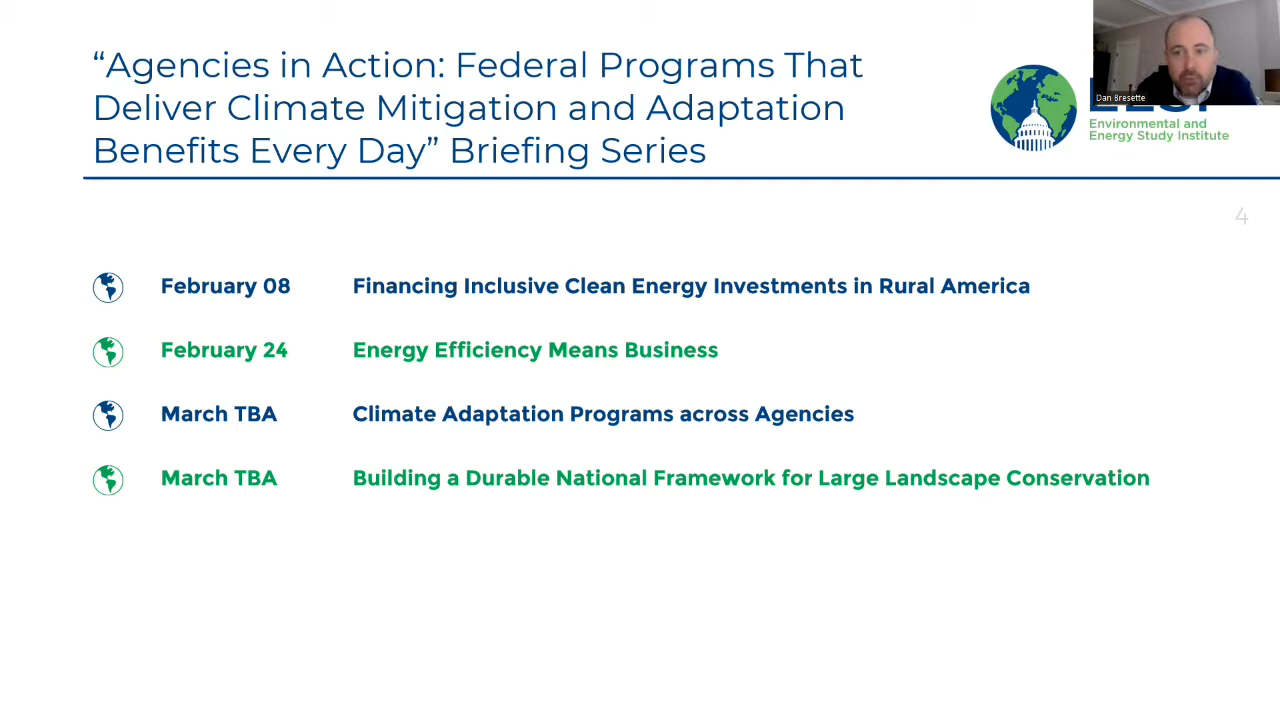 “Agencies in Action: Federal Programs That
Deliver Climate Mitigation and Adaptation
Benefits Every Day” Briefing Series
Dan Bresette
Environmental and
Energy Study Institute
4
February 08 Financing Inclusive Clean Energy Investments in Rural America
February 24 Energy Efficiency Means Business
March TBA Climate Adaptation Programs across Agencies
March TBA Building a Durable National Framework for Large Landscape Conservation